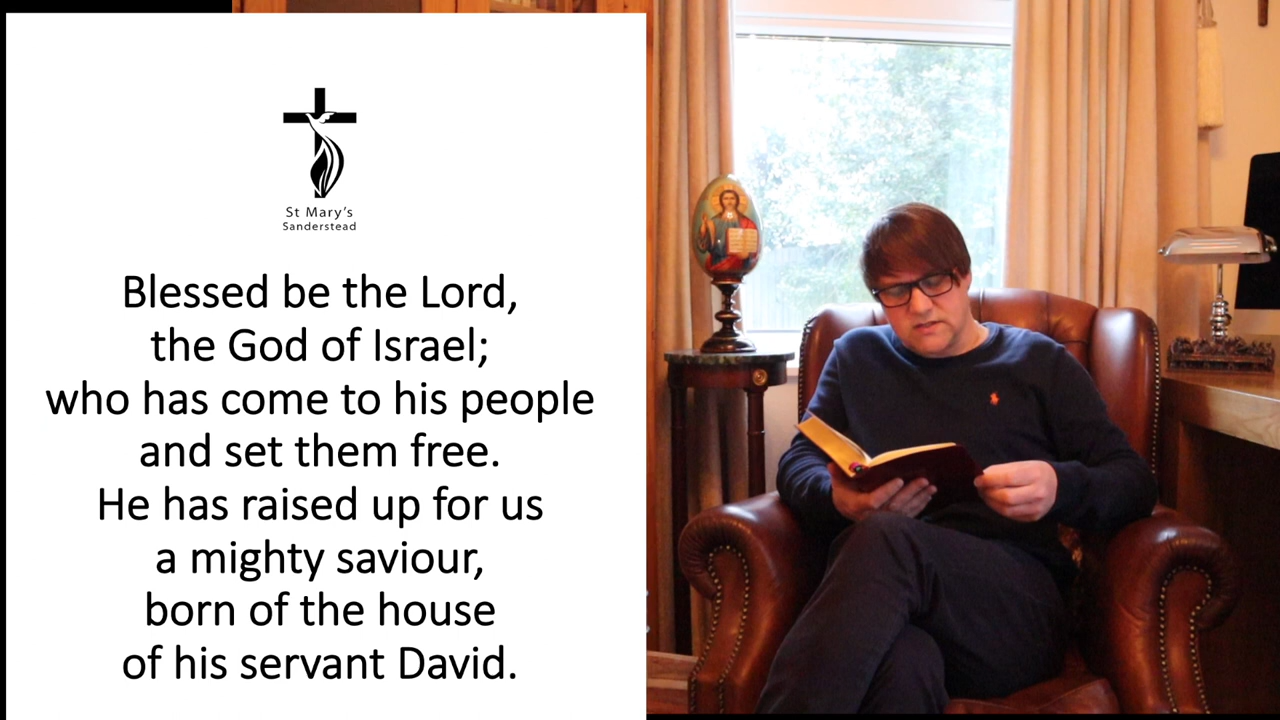 St Mary's
Sanderstead
Blessed be the Lord,
the God of Israel;
who has come to his people
and set them free.
He has raised up for us
a mighty saviour,
born of the house
of his servant David.